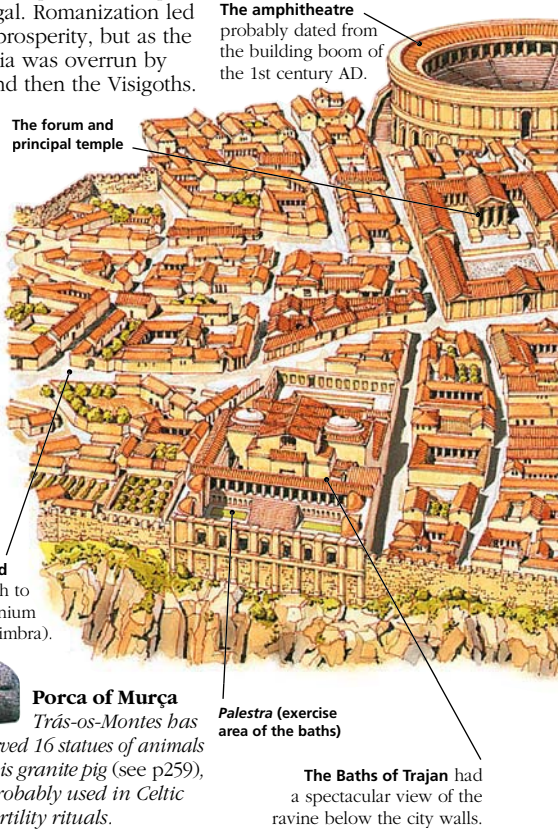 gal. Romanization led
prosperity, but as the
ia was overrun by
nd then the Visigoths.
The amphitheatre
probably dated from
the building boom of
the 1st century AD.
The forum and
principal temple
d
h to
nium
imbra).
Porca of Murça
Trás-os-Montes has
ved 16 statues of animals
is granite pig (see p259),
robably used in Celtic
rtility rituals.
Palestra (exercise
area of the baths)
The Baths of Trajan had
a spectacular view of the
ravine below the city walls.